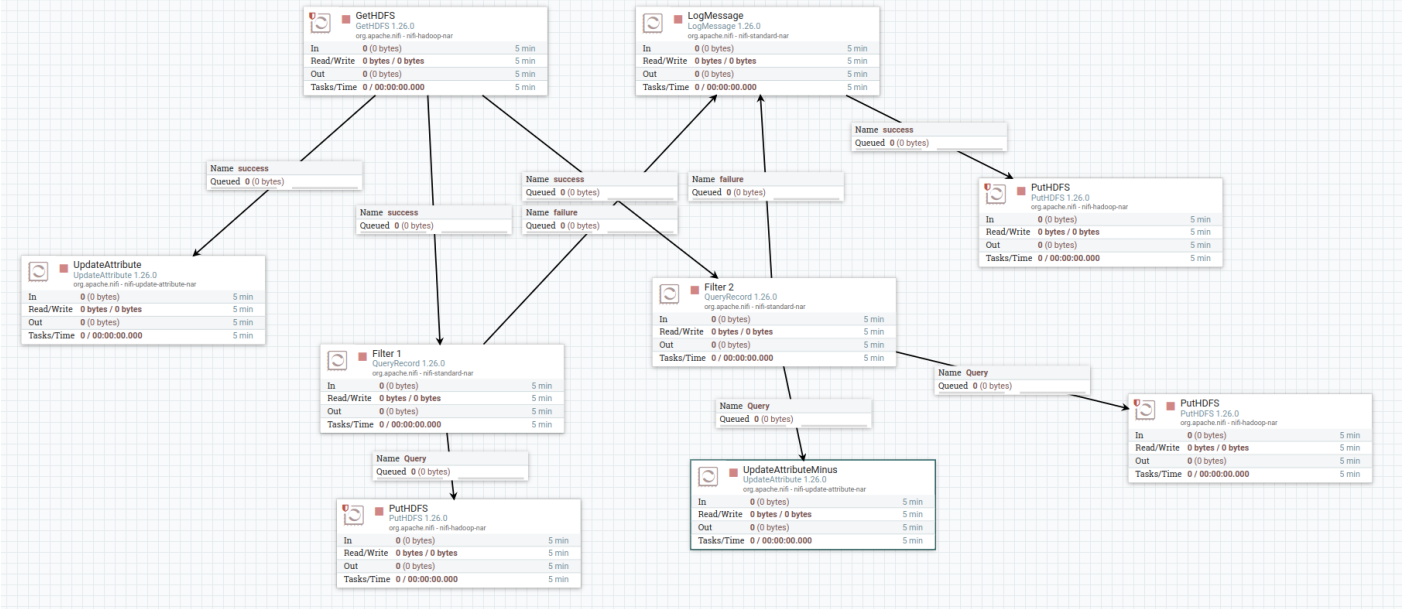 GetHDFS
GetHDFS 1.26.0
org.apache.nifi - nifi-hadoop-nar
In 0 (0 bytes) 5 min
Read/Write 0 bytes / 0 bytes 5 min
Out 0 (0 bytes) 5 min
Tasks/Time 0 / 00:00:00.000 5 min
LogMessage
LogMessage 1.26.0
org.apache.nifi - nifi-standard-nar
In 0 (0 bytes) 5 min
Read/Write 0 bytes / 0 bytes 5 min
Out 0 (0 bytes) 5 min
Tasks/Time 0 / 00:00:00.000 5 min
Name success
Queued 0 (0 bytes)
Name success
Queued 0 (0 bytes)
Name success
Queued 0 (0 bytes)
Name failure
Queued 0 (0 bytes)
Name success
Queued 0 (0 bytes)
Name failure
Queued 0 (0 bytes)
PutHDFS
PutHDFS 1.26.0
org.apache.nifi - nifi-hadoop-nar
In 0 (0 bytes) 5 min
Read/Write 0 bytes / 0 bytes 5 min
Out 0 (0 bytes) 5 min
Tasks/Time 0 / 00:00:00.000 5 min
UpdateAttribute
UpdateAttribute 1.26.0
org.apache.nifi - nifi-update-attribute-nar
In 0 (0 bytes) 5 min
Read/Write 0 bytes / 0 bytes 5 min
Out 0 (0 bytes) 5 min
Tasks/Time 0 / 00:00:00.000 5 min
Filter 2
QueryRecord 1.26.0
org.apache.nifi - nifi-standard-nar
In 0 (0 bytes) 5 min
Read/Write 0 bytes / 0 bytes 5 min
Out 0 (0 bytes) 5 min
Tasks/Time 0 / 00:00:00.000 5 min
Filter 1
QueryRecord 1.26.0
org.apache.nifi - nifi-standard-nar
In 0 (0 bytes) 5 min
Read/Write 0 bytes / 0 bytes 5 min
Out 0 (0 bytes) 5 min
Tasks/Time 0 / 00:00:00.000 5 min
Name Query
Queued 0 (0 bytes)
Name Query
Queued 0 (0 bytes)
PutHDFS
PutHDFS 1.26.0
org.apache.nifi - nifi-hadoop-nar
In 0 (0 bytes) 5 min
Read/Write 0 bytes / 0 bytes 5 min
Out 0 (0 bytes) 5 min
Tasks/Time 0 / 00:00:00.000 5 min
Name Query
Queued 0 (0 bytes)
UpdateAttributeMinus
UpdateAttribute 1.26.0
org.apache.nifi - nifi-update-attribute-nar
In 0 (0 bytes) 5 min
Read/Write 0 bytes / 0 bytes 5 min
Out 0 (0 bytes) 5 min
Tasks/Time 0 / 00:00:00.000 5 min
PutHDFS
PutHDFS 1.26.0
org.apache.nifi - nifi-hadoop-nar
In 0 (0 bytes) 5 min
Read/Write 0 bytes / 0 bytes 5 min
Out 0 (0 bytes) 5 min
Tasks/Time 0 / 00:00:00.000 5 min